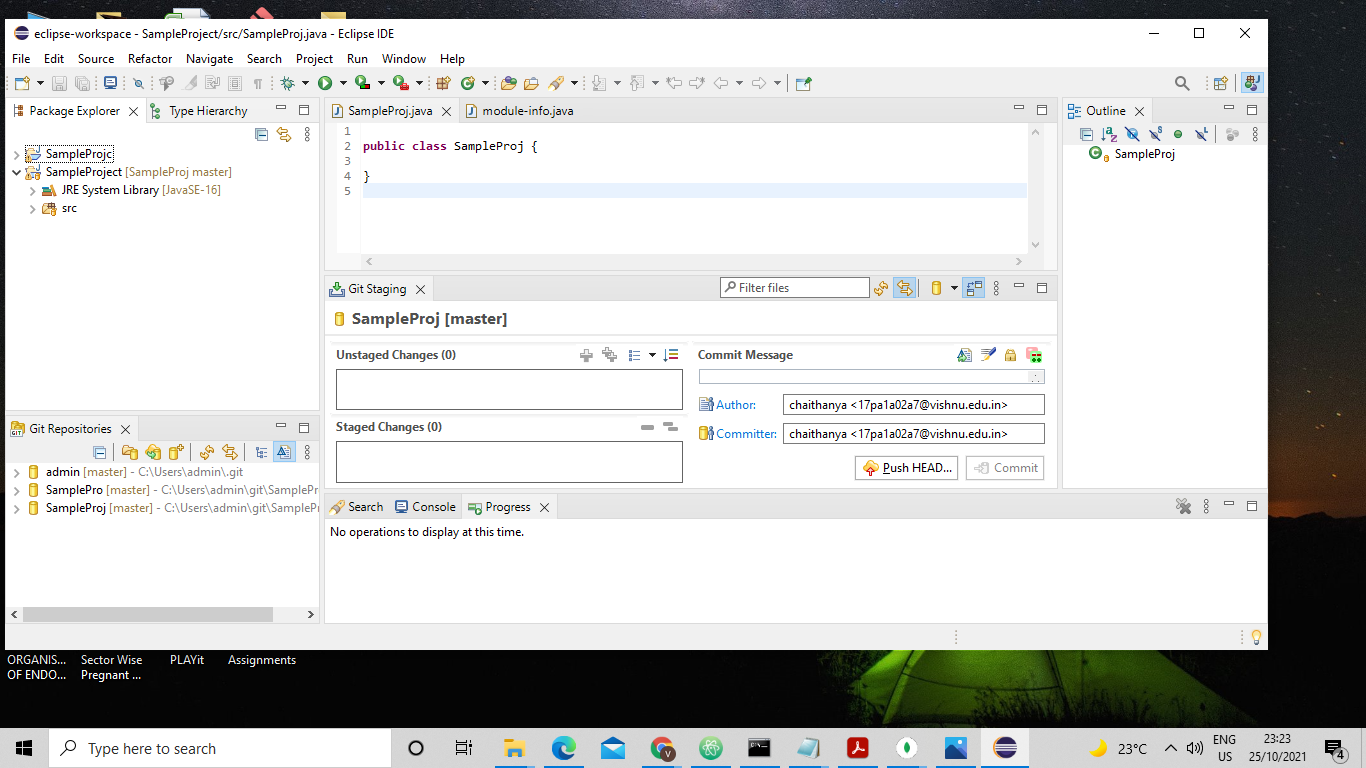 eclipse-workspace - SampleProject/src/SampleProj.java - Eclipse IDE
File Edit Source Refactor Navigate Search Project Run Window Help
Package Explorer Type Hierarchy
SampleProjc
SampleProject [SampleProj master]
JRE System Library [JavaSE-16]
src
SampleProj.java module-info.java
1
2 public class SampleProj {
3
4 }
5
Outline
SampleProj
Git Staging Filter files
SampleProj [master]
Unstaged Changes (0)
Staged Changes (0)
Commit Message
Author: chaithanya <17pa1a02a7@vishnu.edu.in>
Committer: chaithanya <17pa1a02a7@vishnu.edu.in>
Push HEAD... Commit
Git Repositories
admin [master] - C:\Users\admin\.git
SamplePro [master] - C:\Users\admin\git\SamplePr
SampleProj [master] - C:\Users\admin\git\SampleP
Search Console Progress
No operations to display at this time.
ORGANIS...
OF ENDO...
Sector Wise
Pregnant ...
PLAYit
Assignments
Type here to search
23°C
ENG
US
23:23
25/10/2021
4